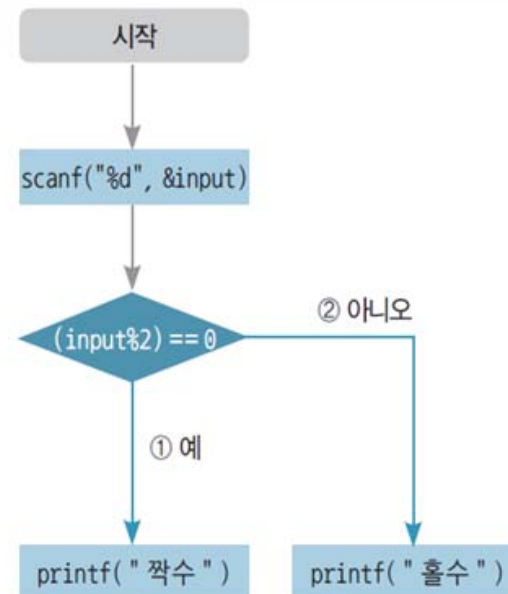 시작
scanf("%d", &input)
(input%2)==0
② 아니오
① 예
printf("짝수")
printf("홀수")